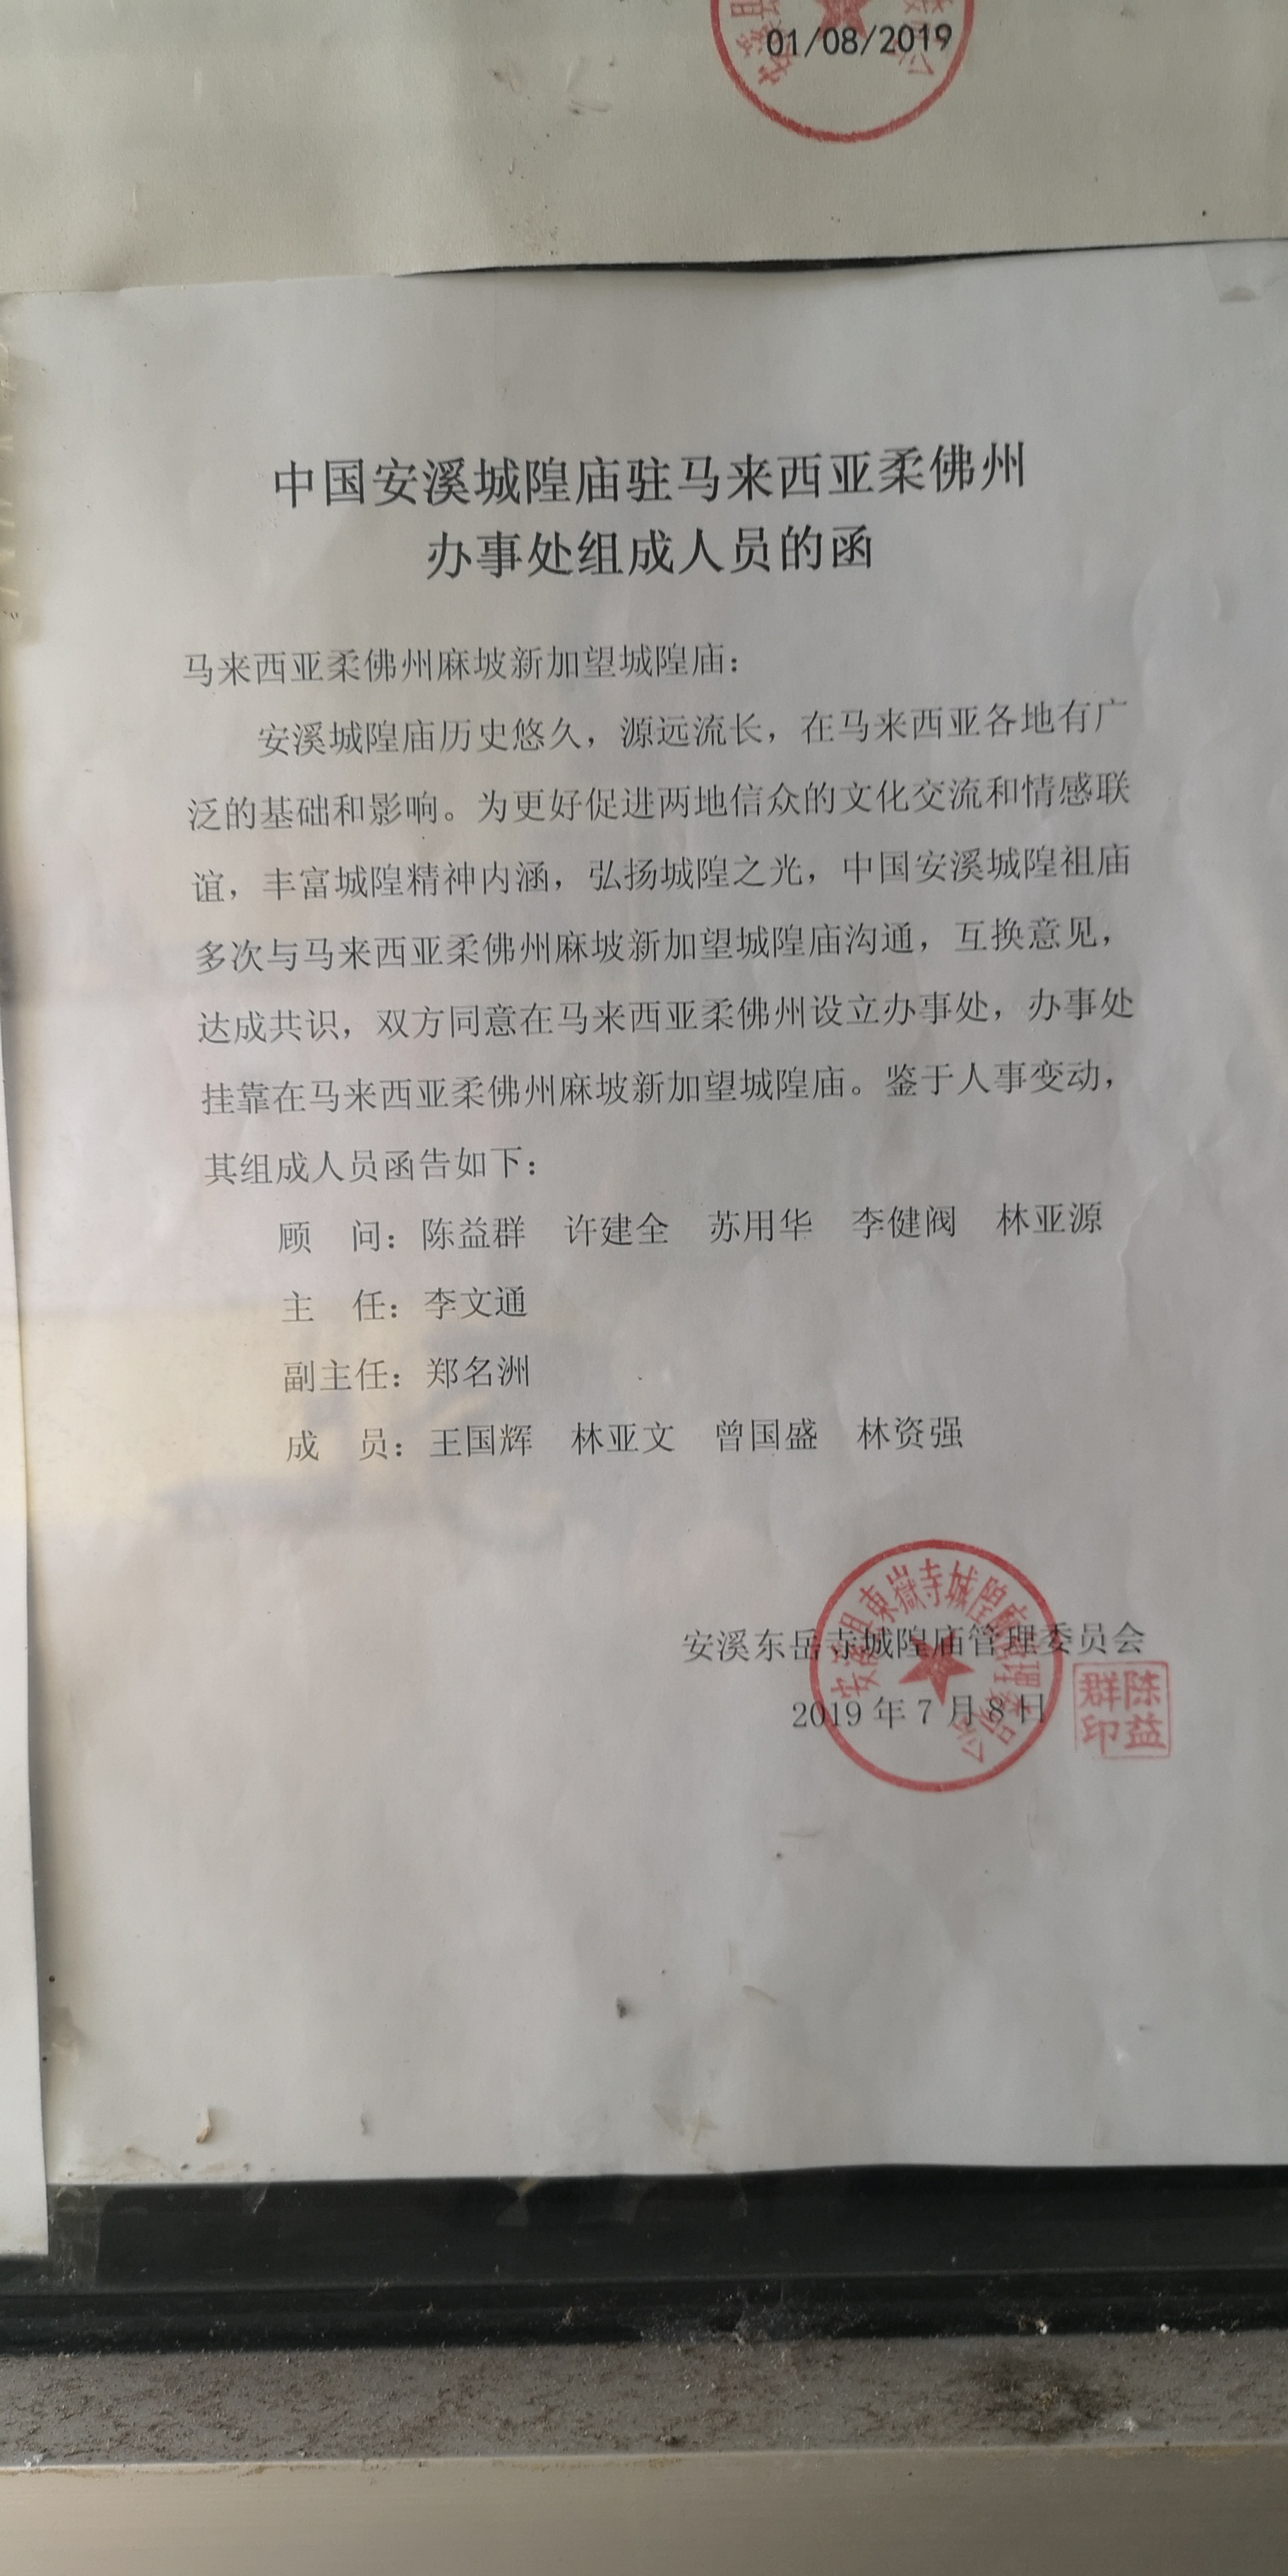 01/08/2019
中国安溪城隍庙驻马来西亚柔佛州
办事处组成人员的函
马来西亚柔佛州麻坡新加望城隍庙：
安溪城隍庙历史悠久，源远流长，在马来西亚各地有广
泛的基础和影响。为更好促进两地信众的文化交流和情感联
谊，丰富城隍精神内涵，弘扬城隍之光，中国安溪城隍祖庙
多次与马来西亚柔佛州麻坡新加望城隍庙沟通，互换意见，
达成共识，双方同意在马来西亚柔佛州设立办事处，办事处
挂靠在马来西亚柔佛州麻坡新加望城隍庙。鉴于人事变动，
其组成人员函告如下：
顾　问：陈益群　许建全　苏用华　李健阀　林亚源
主　任：李文通
副主任：郑名洲
成　员：王国辉　林亚文　曾国盛　林资强
安溪东岳寺城隍庙管理委员会
2019 年 7 月 8 日
安溪县東嶽寺城隍廟管理委员会
陈益群印